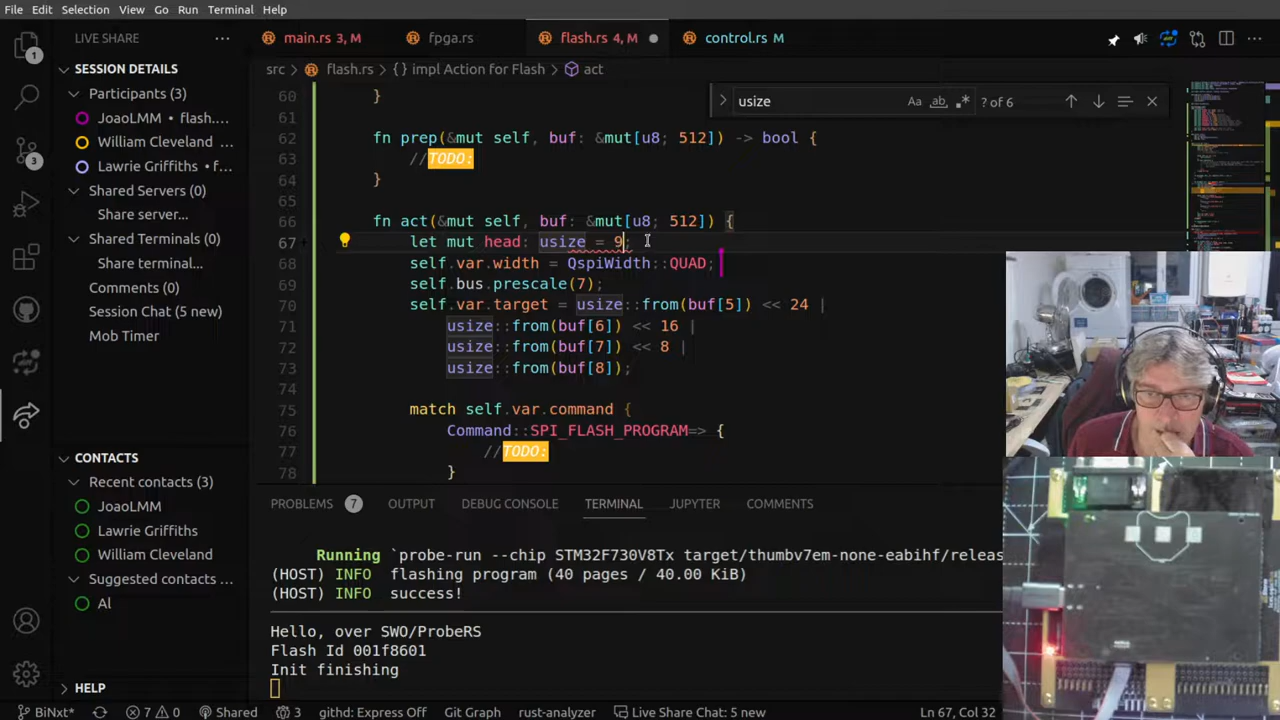 File Edit Selection View Go Run Terminal Help
LIVE SHARE ···
main.rs 3, M
fpga.rs
flash.rs 4, M
control.rs M
SESSION DETAILS
Participants (3)
JoaoLMM • flash....
William Cleveland ...
Lawrie Griffiths • f...
Shared Servers (0)
Share server...
Shared Terminals (0)
Share terminal...
Comments (0)
Session Chat (5 new)
Mob Timer
CONTACTS
Recent contacts (3)
JoaoLMM
Lawrie Griffiths
William Cleveland
Suggested contacts ...
Al
HELP
1
3
src > flash.rs > {} impl Action for Flash > act
usize
Aa ab .* ? of 6
60 }
61
62 fn prep(&mut self, buf: &mut[u8; 512]) -> bool {
63 //TODO:
64 }
65
66 fn act(&mut self, buf: &mut[u8; 512]) {
67 let mut head: usize = 9;
68 self.var.width = QspiWidth::QUAD;
69 self.bus.prescale(7);
70 self.var.target = usize::from(buf[5]) << 24 |
71 usize::from(buf[6]) << 16 |
72 usize::from(buf[7]) << 8 |
73 usize::from(buf[8]);
74
75 match self.var.command {
76 Command::SPI_FLASH_PROGRAM=> {
77 //TODO:
78 }
PROBLEMS 7 OUTPUT DEBUG CONSOLE TERMINAL JUPYTER COMMENTS
Running `probe-run --chip STM32F730V8Tx target/thumbv7em-none-eabihf/releas
(HOST) INFO flashing program (40 pages / 40.00 KiB)
(HOST) INFO success!
Hello, over SWO/ProbeRS
Flash Id 001f8601
Init finishing
BiNxt* 7 0 Shared 3 githd: Express Off Git Graph rust-analyzer Live Share Chat: 5 new Ln 67, Col 32